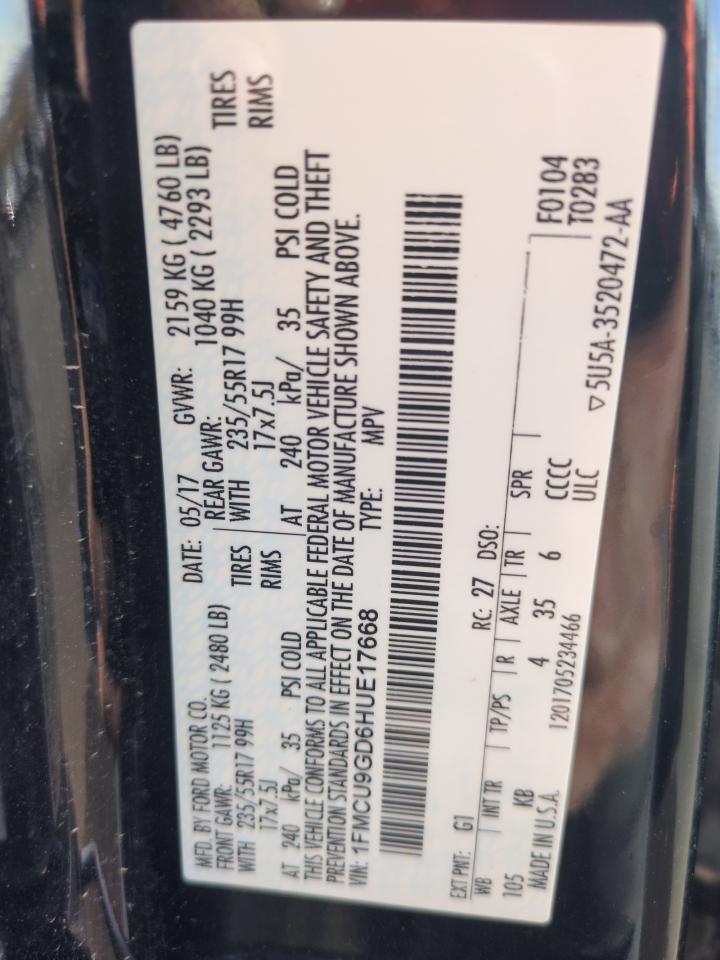 MFD. BY FORD MOTOR CO. DATE: 05/17 GVWR: 2159 KG ( 4760 LB)
FRONT GAWR: 1125 KG ( 2480 LB) REAR GAWR: 1040 KG ( 2293 LB)
WITH 235/55R17 99H TIRES WITH 235/55R17 99H TIRES
17x7.5J RIMS 17x7.5J RIMS
AT 240 kPa/ 35 PSI COLD AT 240 kPa/ 35 PSI COLD
THIS VEHICLE CONFORMS TO ALL APPLICABLE FEDERAL MOTOR VEHICLE SAFETY AND THEFT
PREVENTION STANDARDS IN EFFECT ON THE DATE OF MANUFACTURE SHOWN ABOVE.
VIN: 1FMCU9GD6HUE17668 TYPE: MPV
EXT PNT: G1 RC: 27 DSO:
WB INT TR TP/PS R AXLE TR SPR
105 KB 4 35 6 CCCC F0104
MADE IN U.S.A. 1201705234466 ULC T0283
▽5U5A-3520472-AA